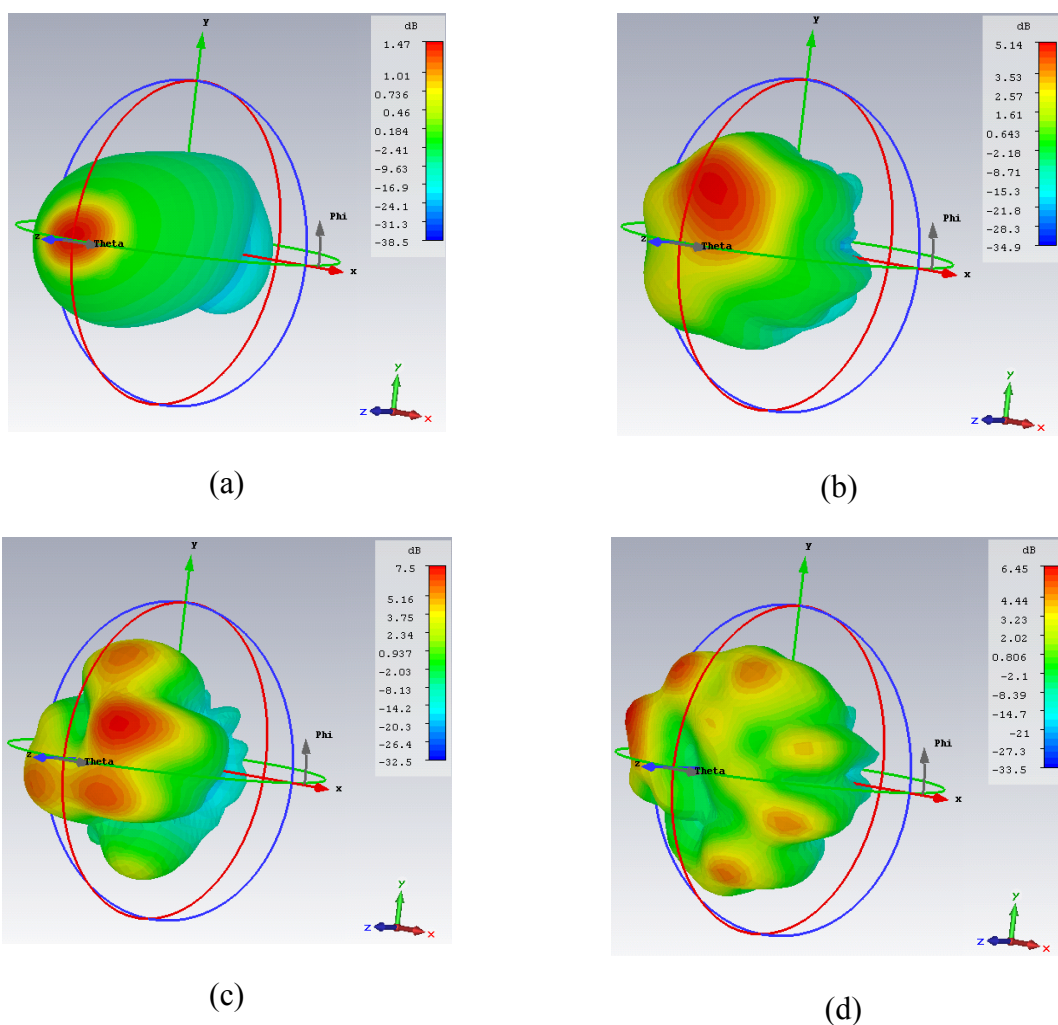 dB
1.47
1.01
0.736
0.46
0.184
-2.41
-9.63
-16.9
-24.1
-31.3
-38.5
y
Phi
z
Theta
x
y
z
x
(a)
dB
5.14
3.53
2.57
1.61
0.643
-2.18
-8.71
-15.3
-21.8
-28.3
-34.9
y
Phi
z
Theta
x
y
z
x
(b)
dB
7.5
5.16
3.75
2.34
0.937
-2.03
-8.13
-14.2
-20.3
-26.4
-32.5
y
Phi
z
Theta
x
y
z
x
(c)
dB
6.45
4.44
3.23
2.02
0.806
-2.1
-8.39
-14.7
-21
-27.3
-33.5
y
Phi
z
Theta
x
y
z
x
(d)